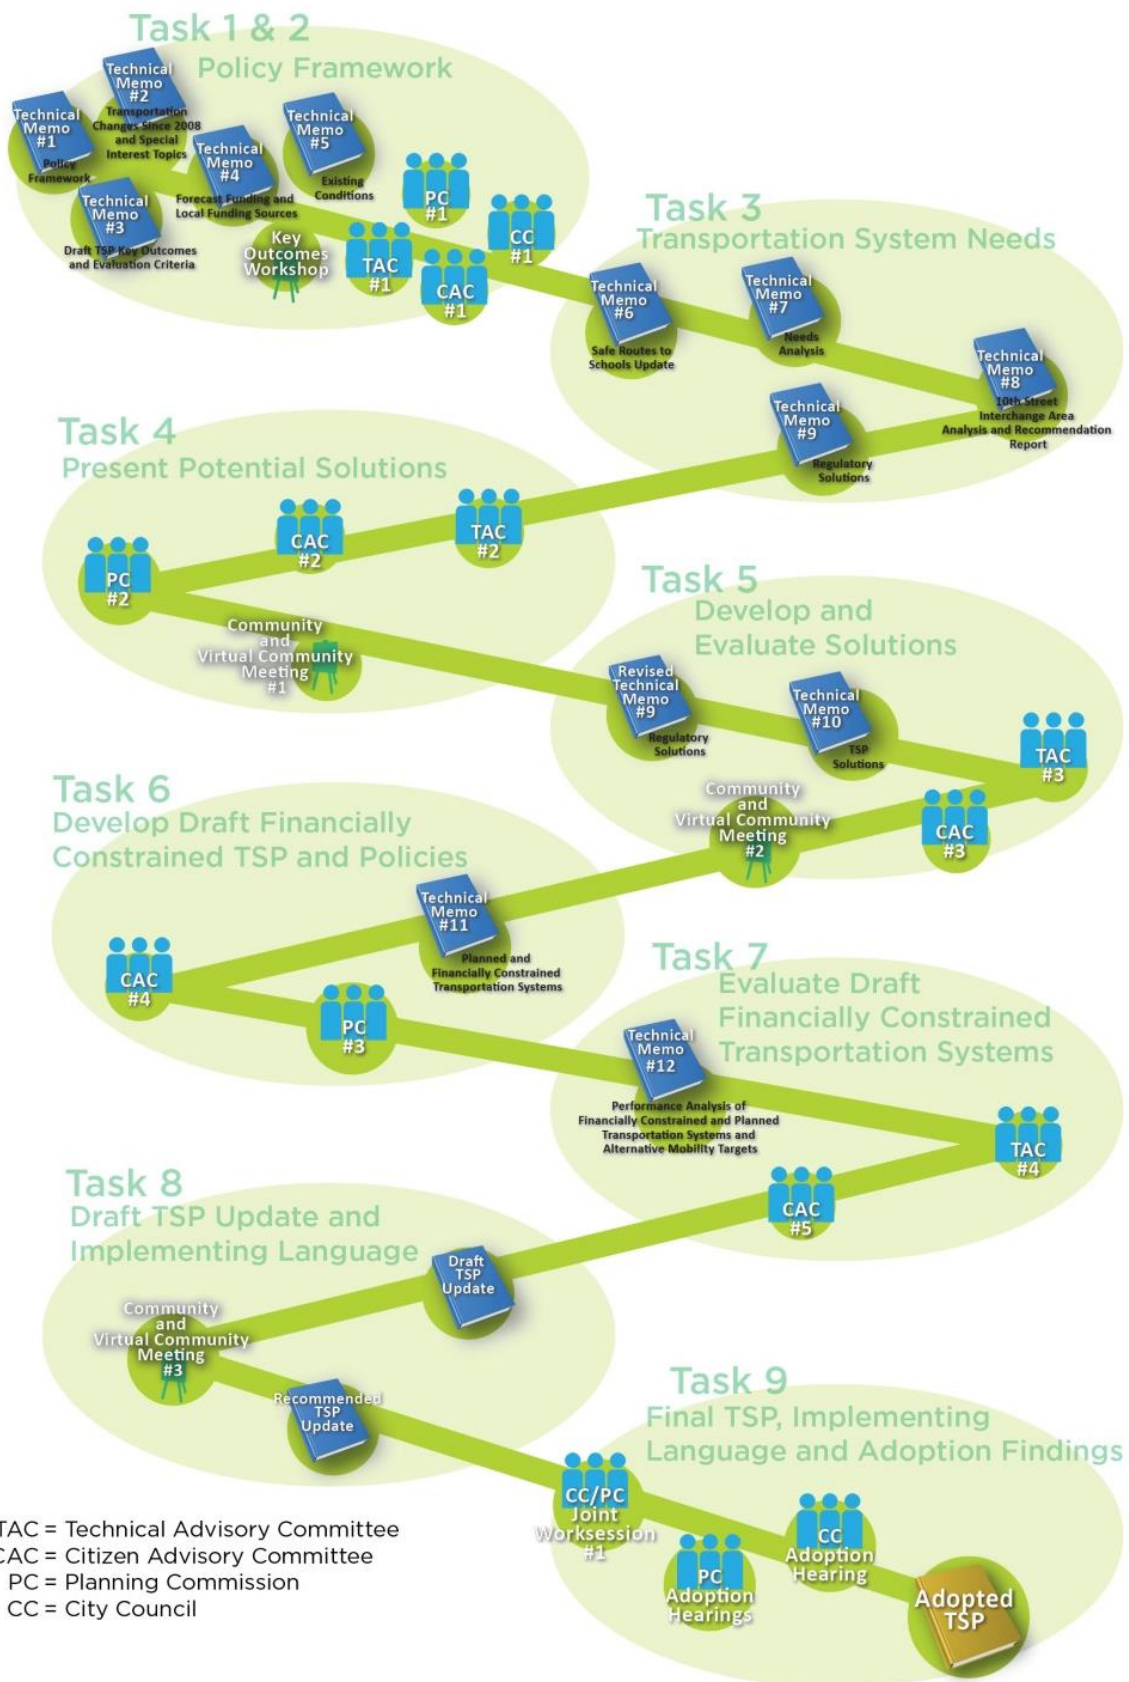 Task 1 & 2
Policy Framework
Technical
Memo
#1
Policy
Framework
Technical
Memo
#2
Transportation
Changes Since 2008
and Special
Interest Topics
Technical
Memo
#3
Draft TSP Key Outcomes
and Evaluation Criteria
Technical
Memo
#4
Forecast Funding and
Local Funding Sources
Technical
Memo
#5
Existing
Conditions
Key
Outcomes
Workshop
TAC
#1
PC
#1
CAC
#1
CC
#1
Task 3
Transportation System Needs
Technical
Memo
#6
Safe Routes to
Schools Update
Technical
Memo
#7
Needs
Analysis
Technical
Memo
#8
10th Street
Interchange Area
Analysis and Recommendation
Report
Technical
Memo
#9
Regulatory
Solutions
Task 4
Present Potential Solutions
TAC
#2
CAC
#2
PC
#2
Community
and
Virtual Community
Meeting
#1
Task 5
Develop and
Evaluate Solutions
Revised
Technical
Memo
#9
Regulatory
Solutions
Technical
Memo
#10
TSP
Solutions
TAC
#3
CAC
#3
Community
and
Virtual Community
Meeting
#2
Task 6
Develop Draft Financially
Constrained TSP and Policies
Technical
Memo
#11
Planned and
Financially Constrained
Transportation Systems
CAC
#4
PC
#3
Task 7
Evaluate Draft
Financially Constrained
Transportation Systems
Technical
Memo
#12
Performance Analysis of
Financially Constrained and Planned
Transportation Systems and
Alternative Mobility Targets
TAC
#4
CAC
#5
Task 8
Draft TSP Update and
Implementing Language
Draft
TSP
Update
Community
and
Virtual Community
Meeting
#3
Recommended
TSP
Update
Task 9
Final TSP, Implementing
Language and Adoption Findings
CC/PC
Joint
Worksession
#1
PC
Adoption
Hearings
CC
Adoption
Hearing
Adopted
TSP
TAC = Technical Advisory Committee
CAC = Citizen Advisory Committee
PC = Planning Commission
CC = City Council